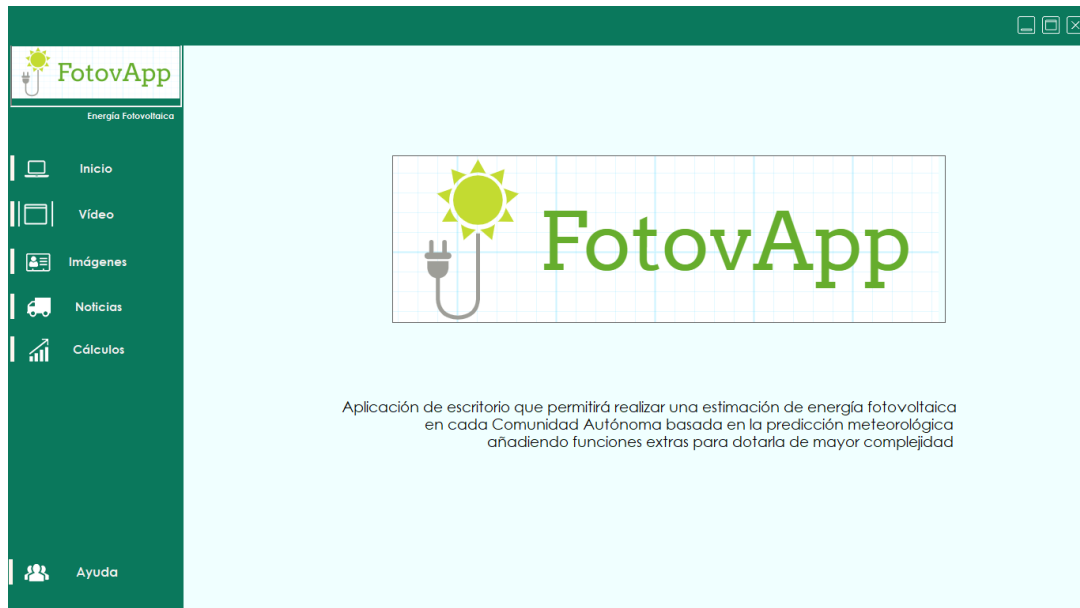 FotovApp
Energía Fotovoltaica
Inicio
Vídeo
Imágenes
Noticias
Cálculos
Ayuda
FotovApp
Aplicación de escritorio que permitirá realizar una estimación de energía fotovoltaica
en cada Comunidad Autónoma basada en la predicción meteorológica
añadiendo funciones extras para dotarla de mayor complejidad